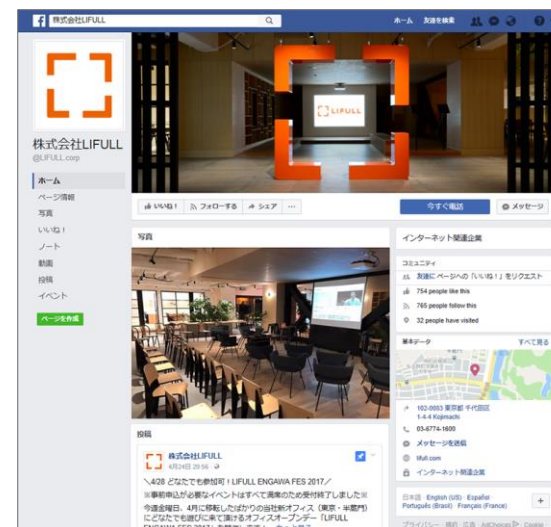 株式会社LIFULL
ホーム
友達を検索
LIFULL
株式会社LIFULL
@LIFULL.corp
ホーム
ページ情報
写真
いいね！
ノート
動画
投稿
イベント
ページを作成
いいね！
フォローする
シェア
今すぐ電話
メッセージ
写真
投稿
株式会社LIFULL
4月24日 20:56
＼4/28 どなたでも参加可！LIFULL ENGAWA FES 2017／
※事前申込が必要なイベントはすべて満席のため受付終了しました※
今週金曜日、4月に移転したばかりの当社新オフィス（東京・半蔵門）
にどなたでも遊びに来て頂けるオフィスオープンデー「LIFULL
インターネット関連企業
コミュニティ
友達にページへの「いいね！」をリクエスト
754 people like this
765 people follow this
32 people have visited
基本データ
すべて見る
102-0083 東京都 千代田区
1-4-4 Kojimachi
03-6774-1600
メッセージを送信
lifull.com
インターネット関連企業
日本語 · English (US) · Español ·
Português (Brasil) · Français (France)
プライバシー · 規約 · 広告 · AdChoices · Cookie